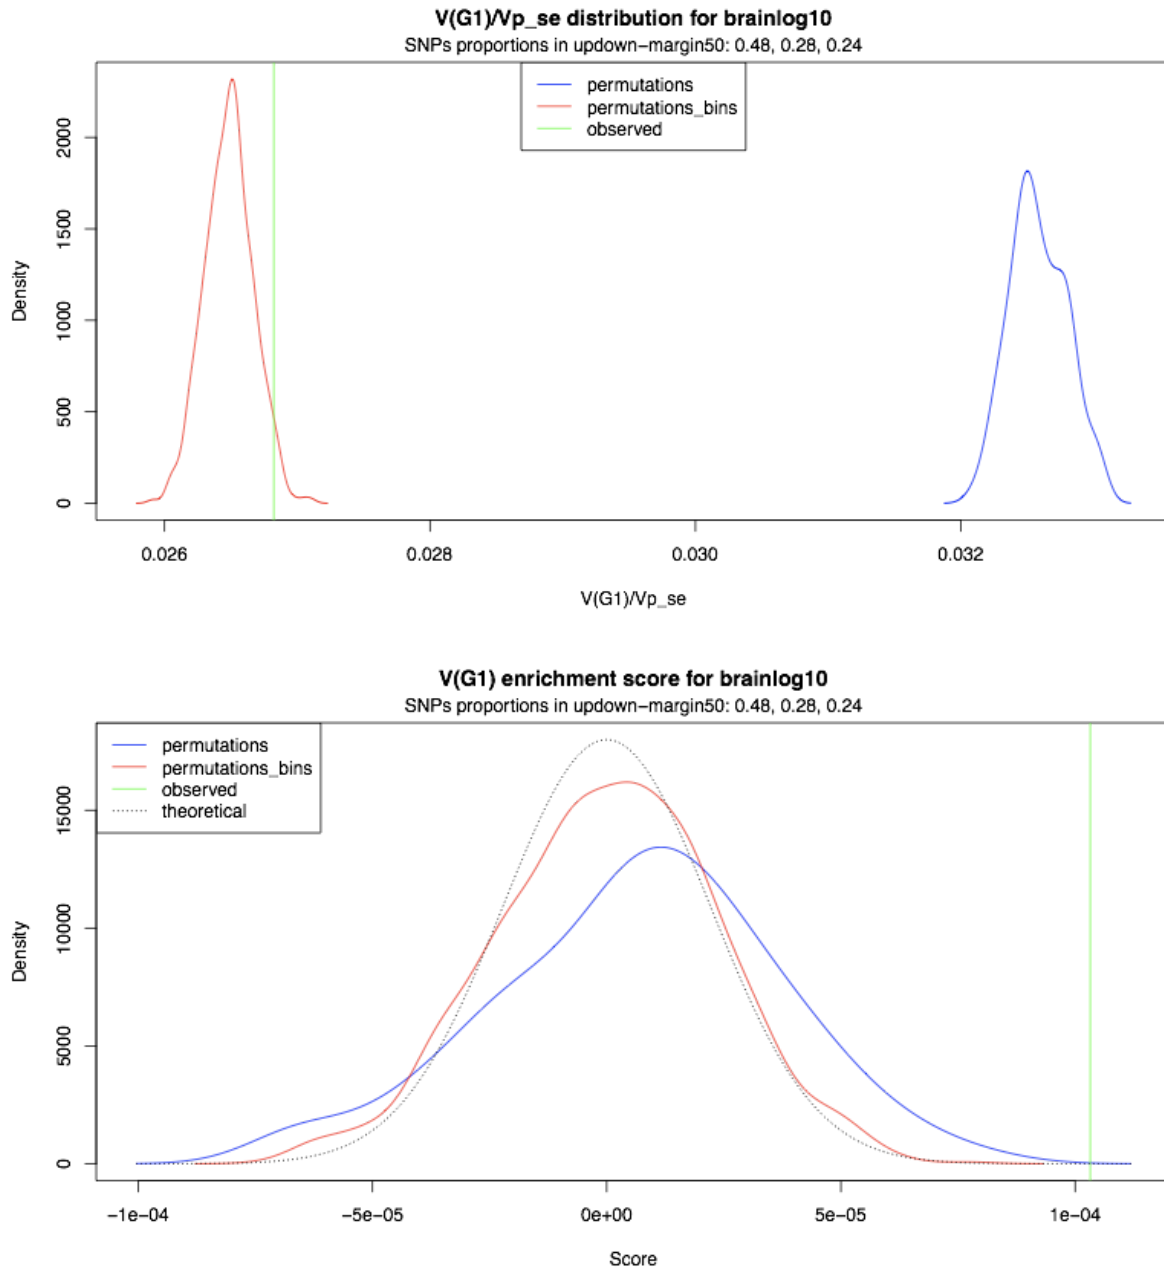 V(G1)/Vp_se distribution for brainlog10
SNPs proportions in updown−margin50: 0.48, 0.28, 0.24
permutations
permutations_bins
observed
Density
0
500
1000
1500
2000
0.026
0.028
0.030
0.032
V(G1)/Vp_se
V(G1) enrichment score for brainlog10
SNPs proportions in updown−margin50: 0.48, 0.28, 0.24
permutations
permutations_bins
observed
theoretical
Density
0
5000
10000
15000
−1e−04
−5e−05
0e+00
5e−05
1e−04
Score